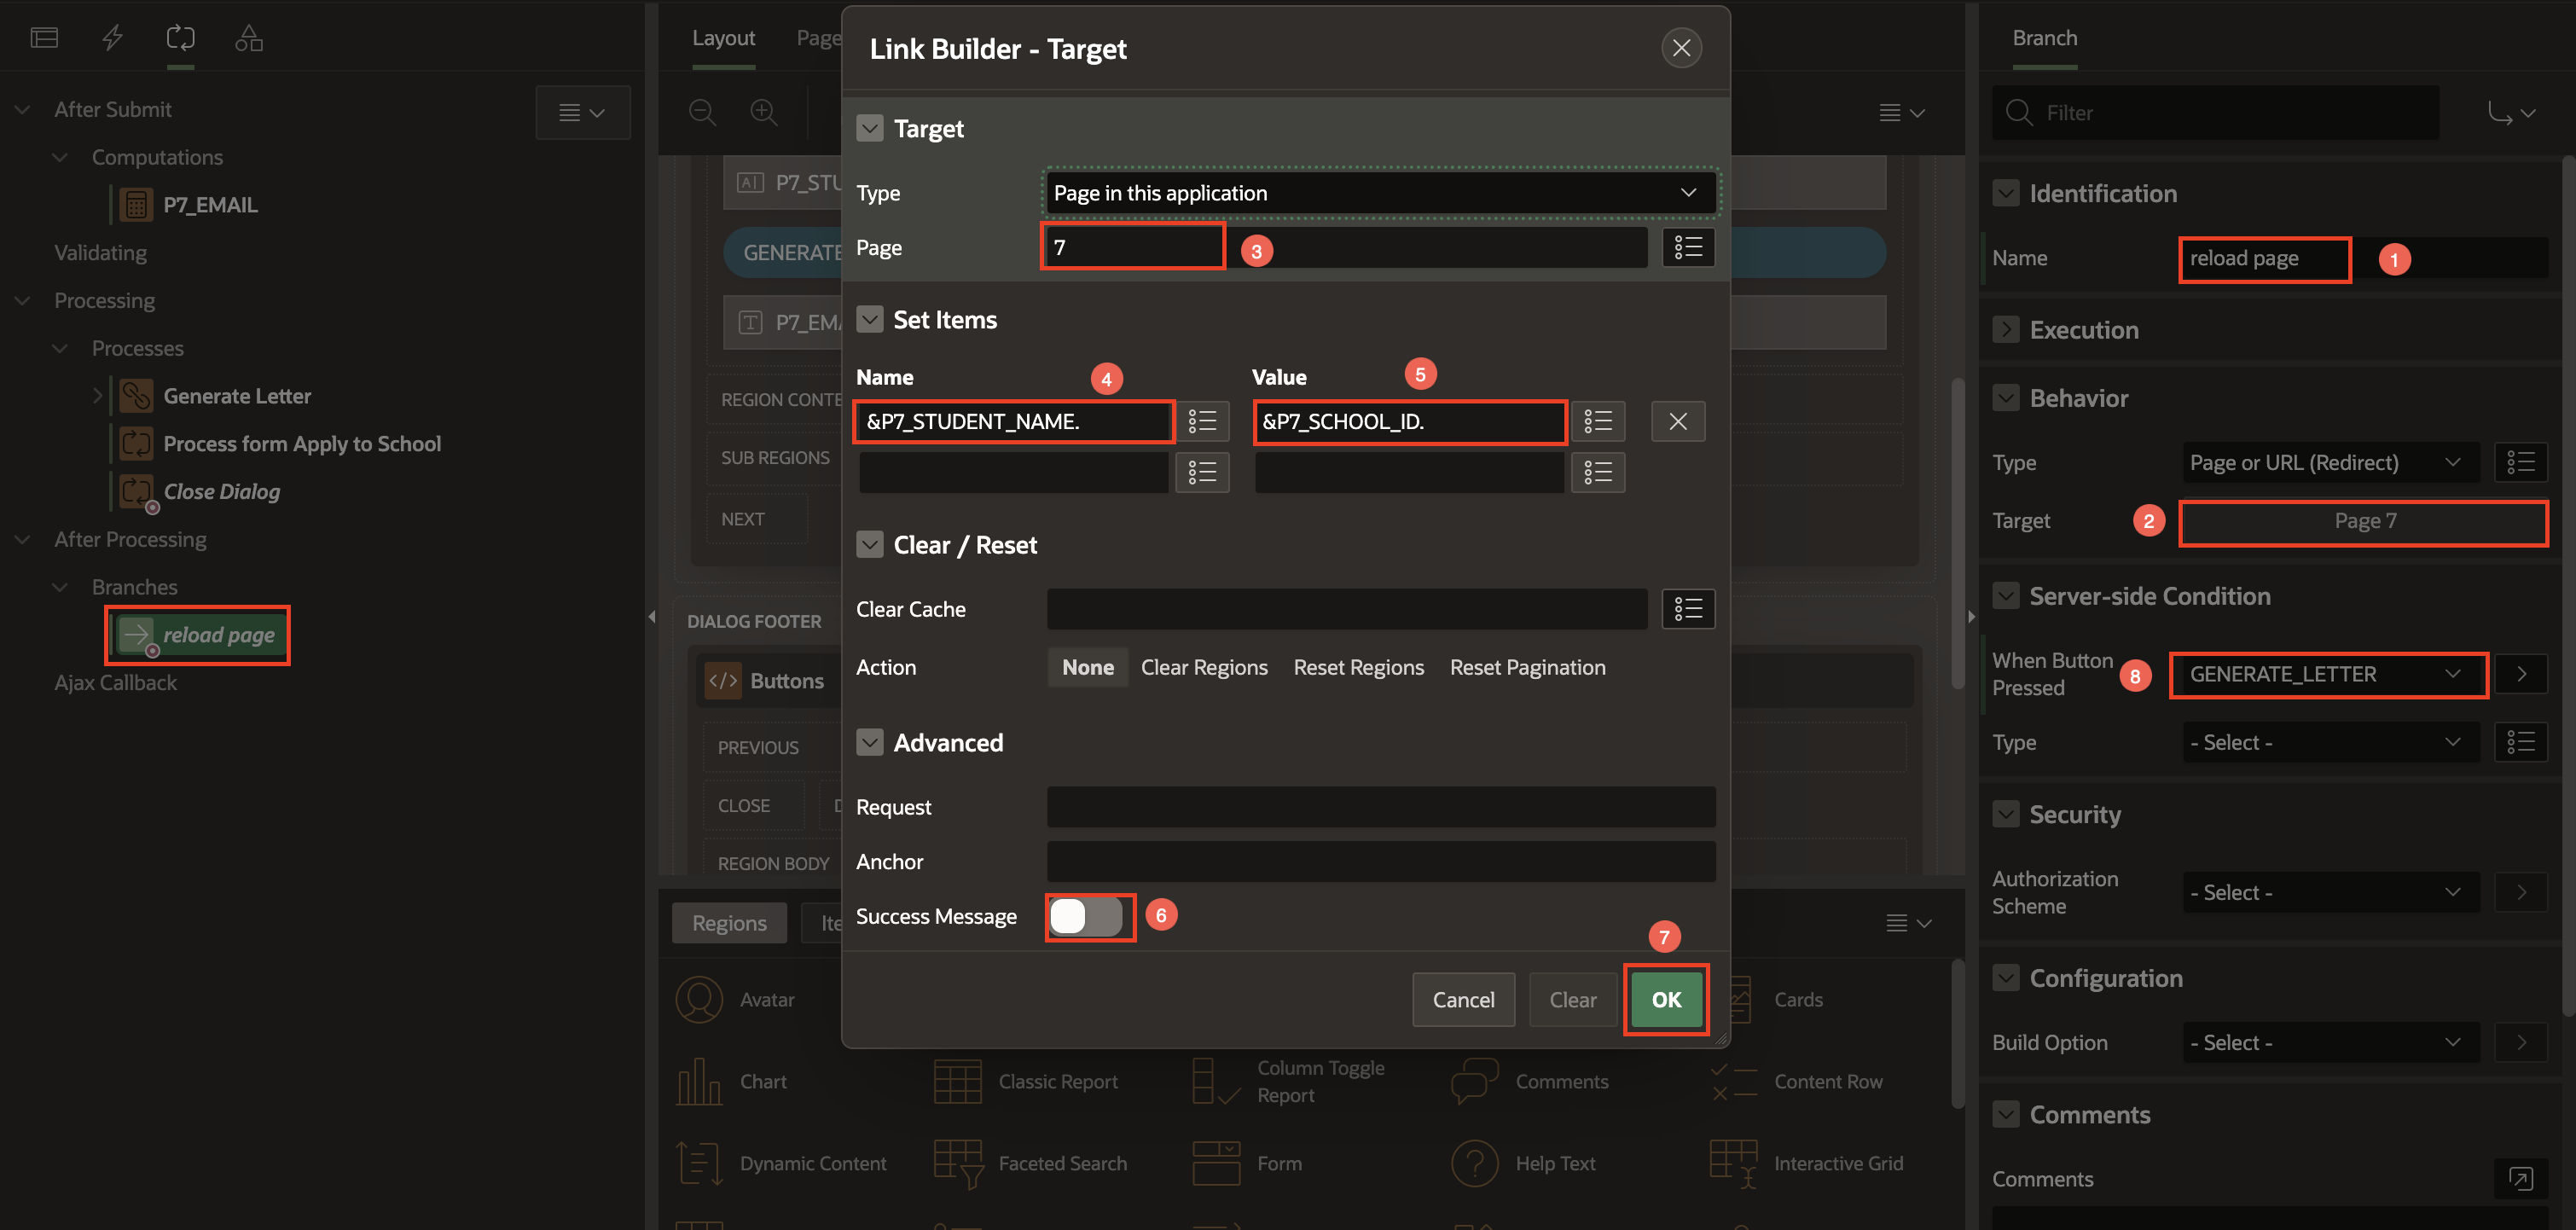 After Submit
Computations
P7_EMAIL
Validating
Processing
Processes
Generate Letter
Process form Apply to School
Close Dialog
After Processing
Branches
reload page
Ajax Callback
Layout
Page
P7_STU
GENERATE
P7_EMA
REGION CONTE
SUB REGIONS
NEXT
DIALOG FOOTER
Buttons
PREVIOUS
CLOSE
D
REGION BODY
Regions
Ite
Avatar
Cards
Chart
Classic Report
Column Toggle
Report
Comments
Content Row
Dynamic Content
Faceted Search
Form
Help Text
Interactive Grid
Link Builder - Target
Target
Type
Page in this application
Page
7
3
Set Items
Name
4
Value
5
&P7_STUDENT_NAME.
&P7_SCHOOL_ID.
Clear / Reset
Clear Cache
Action
None
Clear Regions
Reset Regions
Reset Pagination
Advanced
Request
Anchor
Success Message
6
7
Cancel
Clear
OK
Branch
Filter
Identification
Name
reload page
1
Execution
Behavior
Type
Page or URL (Redirect)
Target
2
Page 7
Server-side Condition
When Button
Pressed
8
GENERATE_LETTER
Type
- Select -
Security
Authorization
Scheme
- Select -
Configuration
Build Option
- Select -
Comments
Comments